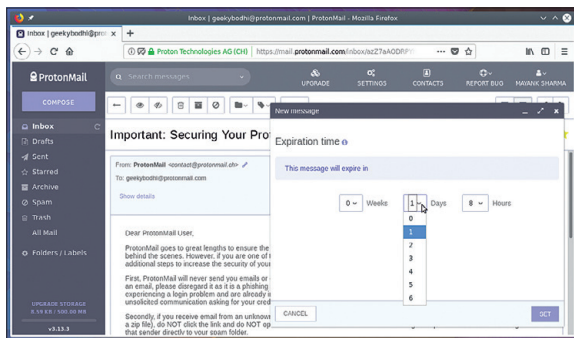 Inbox | geekybodhi@protonmail.com | ProtonMail - Mozilla Firefox
Inbox | geekybodhi@prot
Proton Technologies AG (CH)
https://mail.protonmail.com/inbox/
ProtonMail
Search messages
UPGRADE
SETTINGS
CONTACTS
REPORT BUG
MAYANK SHARMA
COMPOSE
Inbox
Drafts
Sent
Starred
Archive
Spam
Trash
All Mail
Folders / Labels
UPGRADE STORAGE
8.59 KB / 500.00 MB
v3.13.3
Important: Securing Your Pro
From: ProtonMail <contact@protonmail.ch>
To: geekybodhi@protonmail.com
Show details
Dear ProtonMail User,
ProtonMail goes to great lengths to ensure the
behind the scenes. However, if you are one of
additional steps to increase the security of your
First, ProtonMail will never send you emails or
an email, please disregard it as it is a phishing
experiencing a login problem and are already i
unsolicited communication asking for your cred
Secondly, if you receive email from an unknow
a zip file), do NOT click the link and do NOT op
that sender directly to your spam folder.
New message
Expiration time
This message will expire in
0 Weeks 1 Days 8 Hours
0
1
2
3
4
5
6
CANCEL
SET